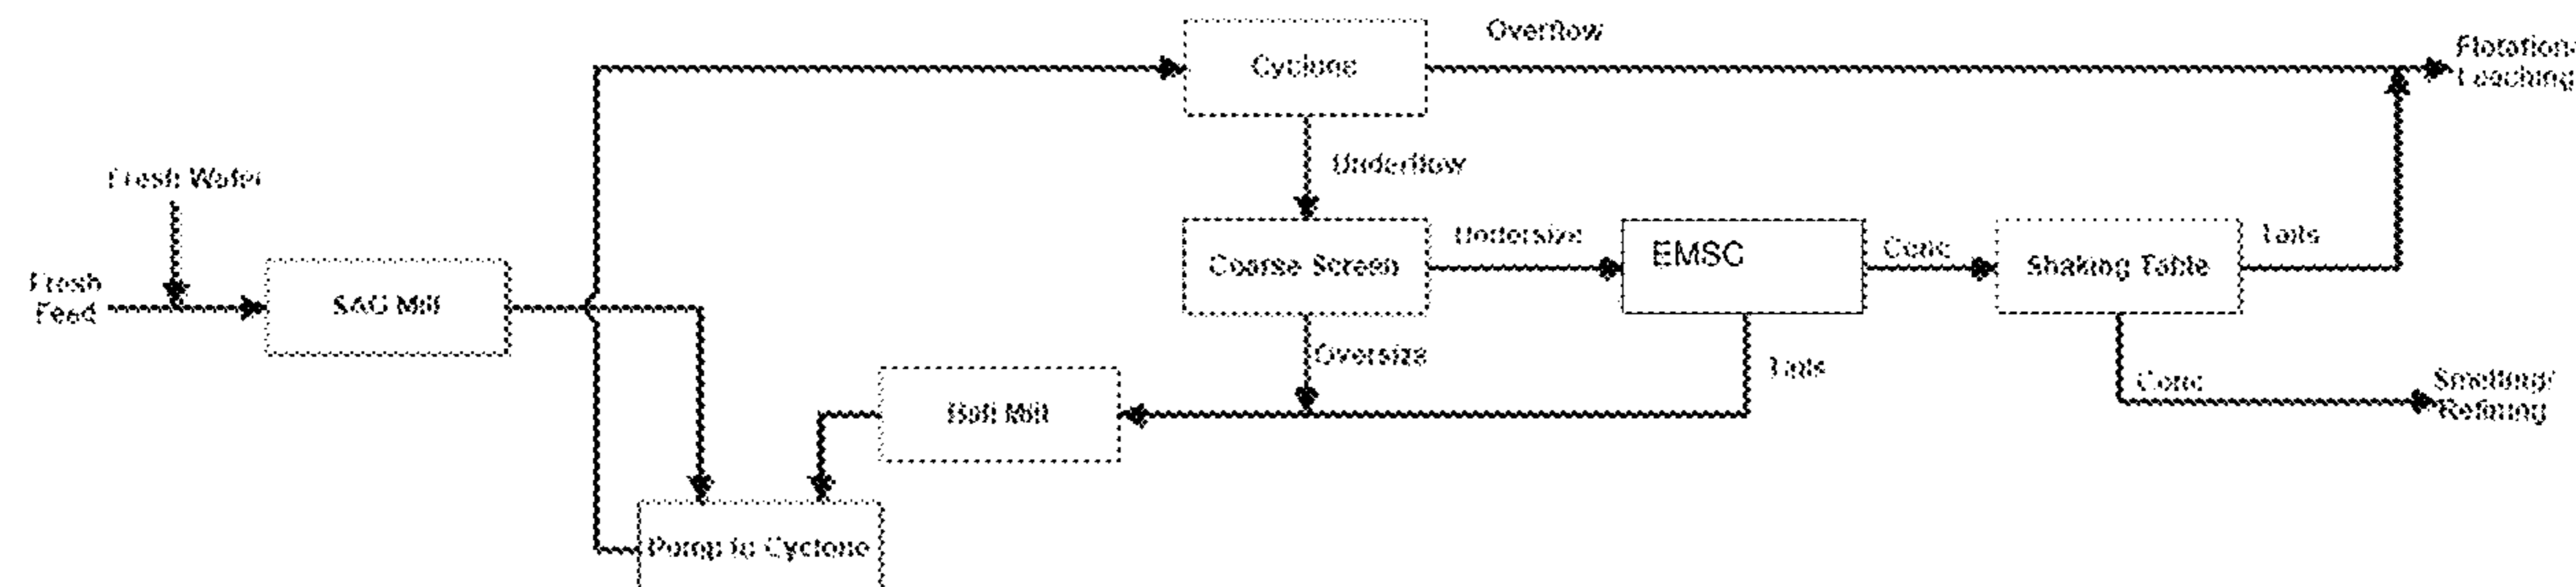 Overflow
Cyclone
Flotation/
Leaching
Underflow
Fresh Water
Undersize
EMSC
Conc
Tails
Coarse Screen
Shaking Table
Fresh
Feed
SAG Mill
Oversize
Tails
Conc
Smelting/
Refining
Ball Mill
Pump to Cyclone